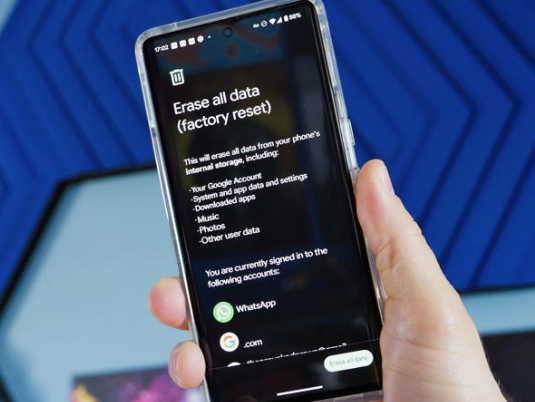 17:02
88%
Erase all data
(factory reset)
This will erase all data from your phone's
internal storage, including:
·Your Google Account
·System and app data and settings
·Downloaded apps
·Music
·Photos
·Other user data
You are currently signed in to the
following accounts:
WhatsApp
.com
Erase all data